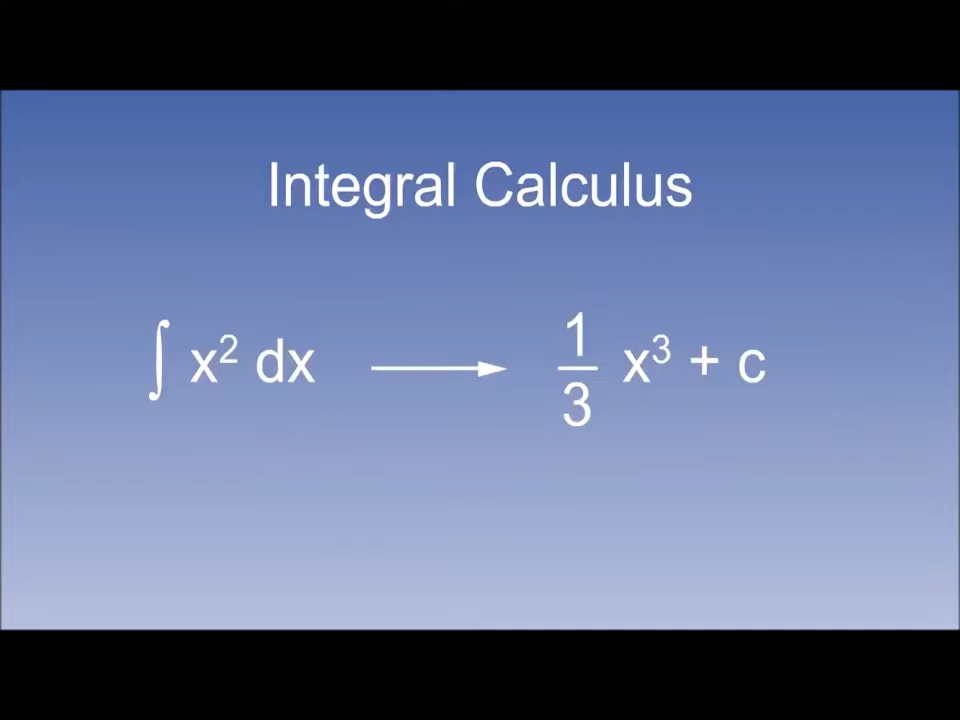 Integral Calculus
∫ x² dx ⟶ 1/3 x³ + c